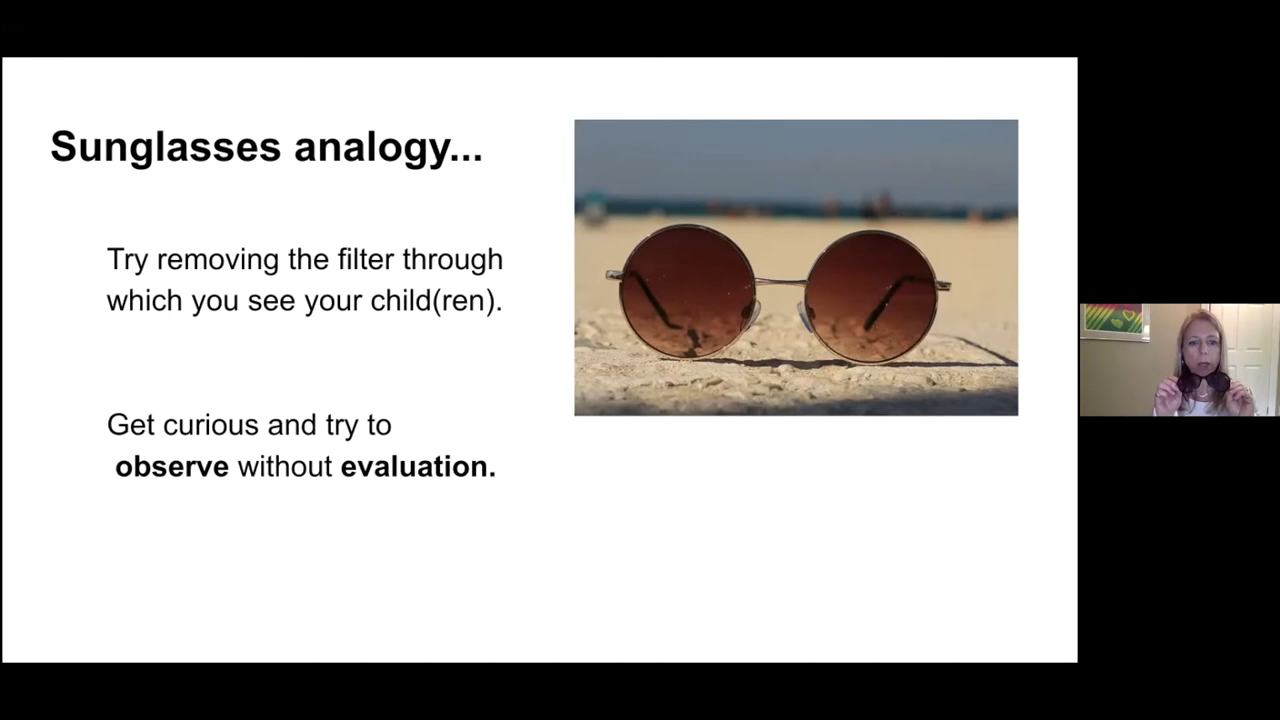 Sunglasses analogy...
Try removing the filter through
which you see your child(ren).
Get curious and try to
observe without evaluation.